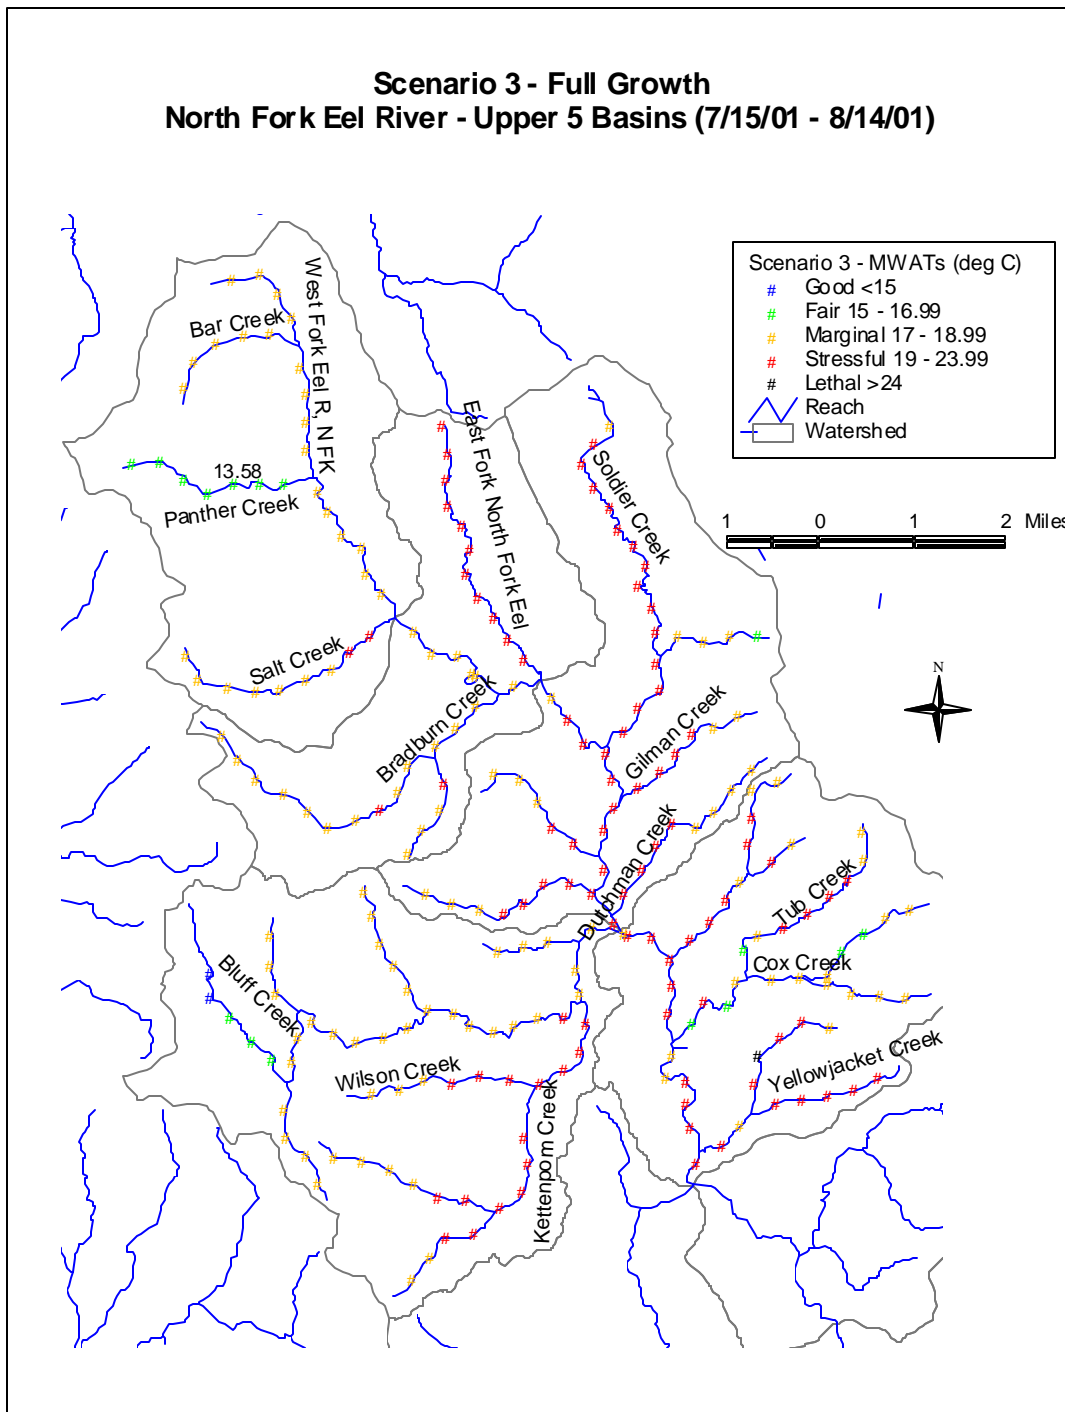 Scenario 3 - Full Growth
North Fork Eel River - Upper 5 Basins (7/15/01 - 8/14/01)
Scenario 3 - MWATs (deg C)
# Good <15
# Fair 15 - 16.99
# Marginal 17 - 18.99
# Stressful 19 - 23.99
# Lethal >24
Reach
Watershed
1 0 1 2 Miles
N
West Fork Eel R, N FK
Bar Creek
13.58
Panther Creek
East Fork North Fork Eel
Soldier Creek
Salt Creek
Bradburn Creek
Gilman Creek
Dutchman Creek
Tub Creek
Cox Creek
Bluff Creek
Wilson Creek
Yellowjacket Creek
Kettenpom Creek